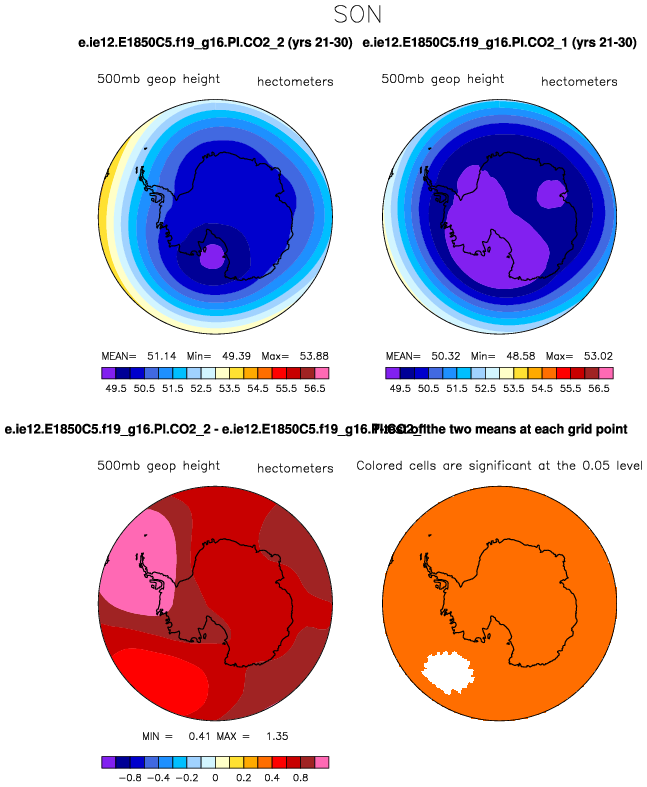 SON
e.ie12.E1850C5.f19_g16.PI.CO2_2 (yrs 21-30)
e.ie12.E1850C5.f19_g16.PI.CO2_1 (yrs 21-30)
500mb geop height hectometers
500mb geop height hectometers
MEAN= 51.14 Min= 49.39 Max= 53.88
MEAN= 50.32 Min= 48.58 Max= 53.02
49.5 50.5 51.5 52.5 53.5 54.5 55.5 56.5
49.5 50.5 51.5 52.5 53.5 54.5 55.5 56.5
e.ie12.E1850C5.f19_g16.PI.CO2_2 - e.ie12.E1850C5.f19_g16.PI.CO2_1
of the two means at each grid point
500mb geop height hectometers
Colored cells are significant at the 0.05 level
MIN = 0.41 MAX = 1.35
-0.8 -0.4 -0.2 0 0.2 0.4 0.8